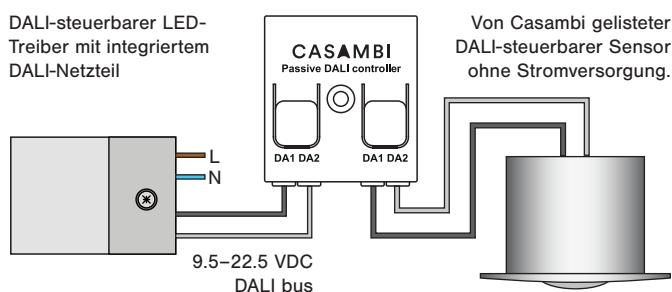 DALI-steuerbarer LED-
Treiber mit integriertem
DALI-Netzteil
CASAMBI
Passive DALI controller
DA1 DA2
DA1 DA2
Von Casambi gelisteter
DALI-steuerbarer Sensor
ohne Stromversorgung.
L
N
9.5–22.5 VDC
DALI bus